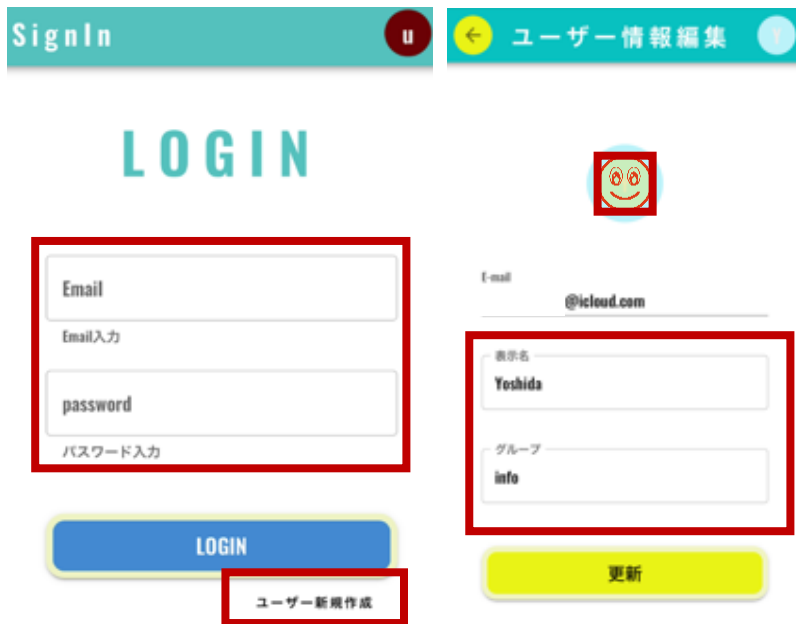 SignIn
u
LOGIN
Email
Email入力
password
パスワード入力
LOGIN
ユーザー新規作成
←
ユーザー情報編集
Y
E-mail
@icloud.com
表示名
Yoshida
グループ
info
更新